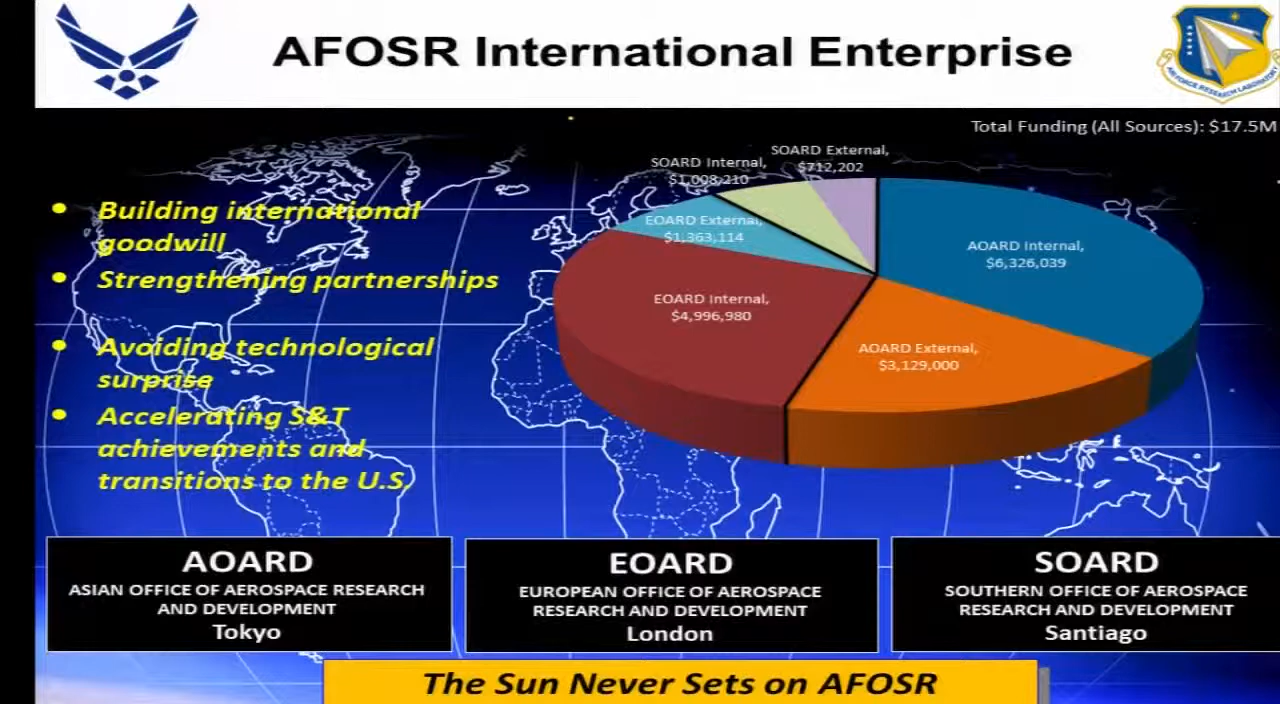 AFOSR International Enterprise
AIR FORCE RESEARCH LABORATORY
Total Funding (All Sources): $17.5M
• Building international
goodwill
• Strengthening partnerships
• Avoiding technological
surprise
• Accelerating S&T
achievements and
transitions to the U.S.
SOARD External,
$712,202
SOARD Internal,
$1,008,210
EOARD External,
$1,363,114
AOARD Internal,
$6,326,039
EOARD Internal,
$4,996,980
AOARD External,
$3,129,000
AOARD
ASIAN OFFICE OF AEROSPACE RESEARCH
AND DEVELOPMENT
Tokyo
EOARD
EUROPEAN OFFICE OF AEROSPACE
RESEARCH AND DEVELOPMENT
London
SOARD
SOUTHERN OFFICE OF AEROSPACE
RESEARCH AND DEVELOPMENT
Santiago
The Sun Never Sets on AFOSR